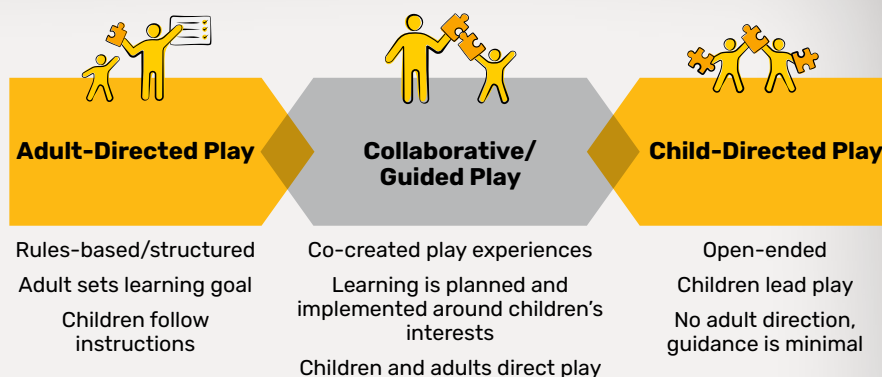 Adult-Directed Play
Rules-based/structured
Adult sets learning goal
Children follow
instructions
Collaborative/
Guided Play
Co-created play experiences
Learning is planned and
implemented around children's
interests
Children and adults direct play
Child-Directed Play
Open-ended
Children lead play
No adult direction,
guidance is minimal